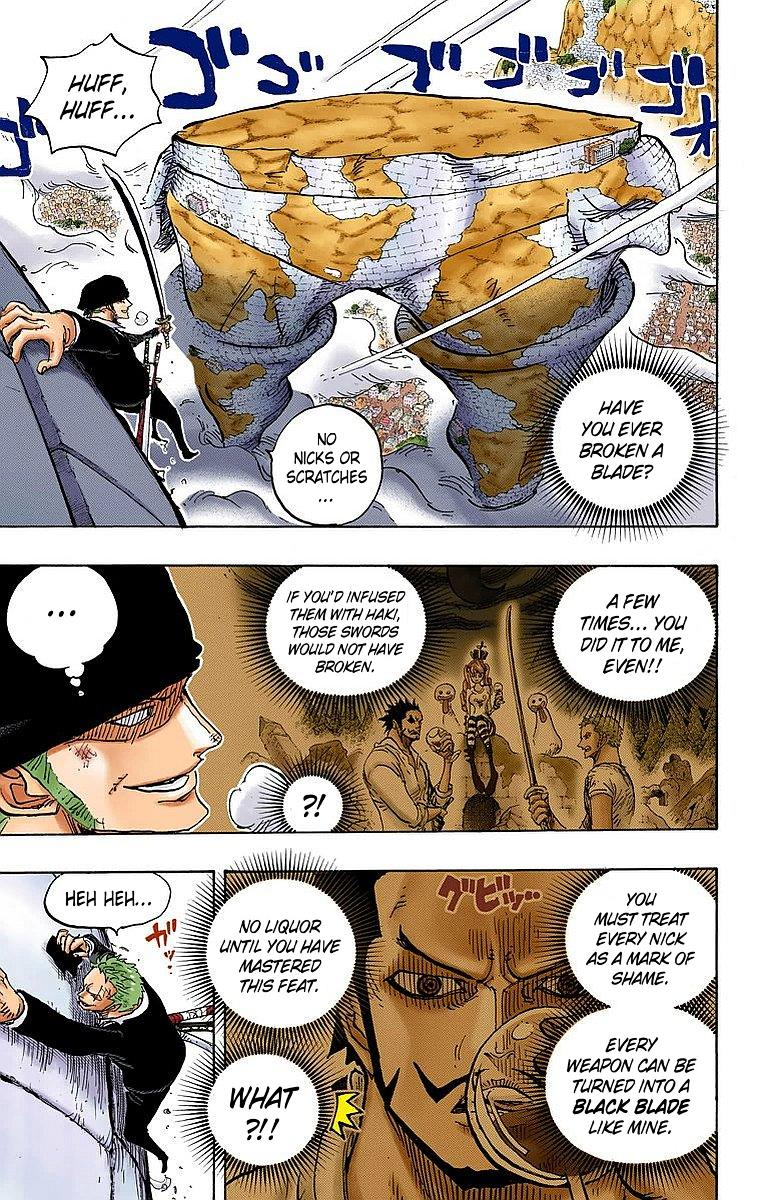 ゴゴゴゴゴゴォ
HUFF,
HUFF...
HAVE
YOU EVER
BROKEN A
BLADE?
NO
NICKS OR
SCRATCHES
...
A FEW
TIMES... YOU
DID IT TO ME,
EVEN!!
IF YOU'D INFUSED
THEM WITH HAKI,
THOSE SWORDS
WOULD NOT HAVE
BROKEN.
?!
...
YOU
MUST TREAT
EVERY NICK
AS A MARK OF
SHAME.
EVERY
WEAPON CAN BE
TURNED INTO A
BLACK BLADE
LIKE MINE.
グビッ
NO LIQUOR
UNTIL YOU HAVE
MASTERED
THIS FEAT.
WHAT
?!!
HEH HEH...
ガッ